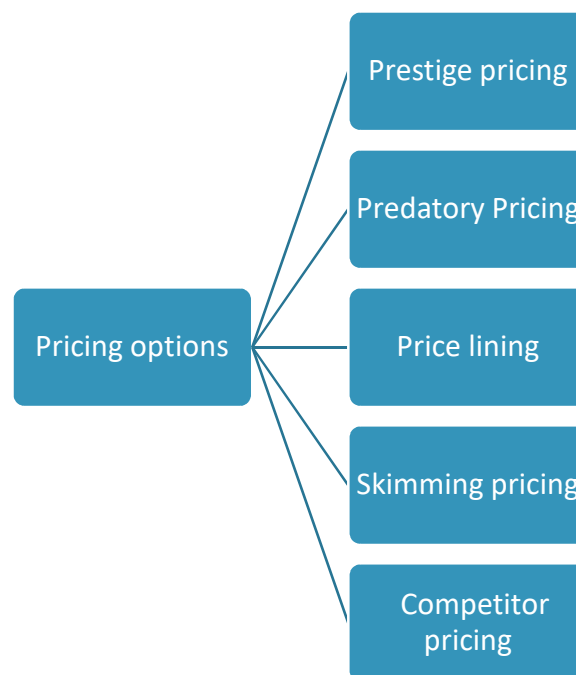 Prestige pricing
Predatory Pricing
Pricing options
Price lining
Skimming pricing
Competitor
pricing